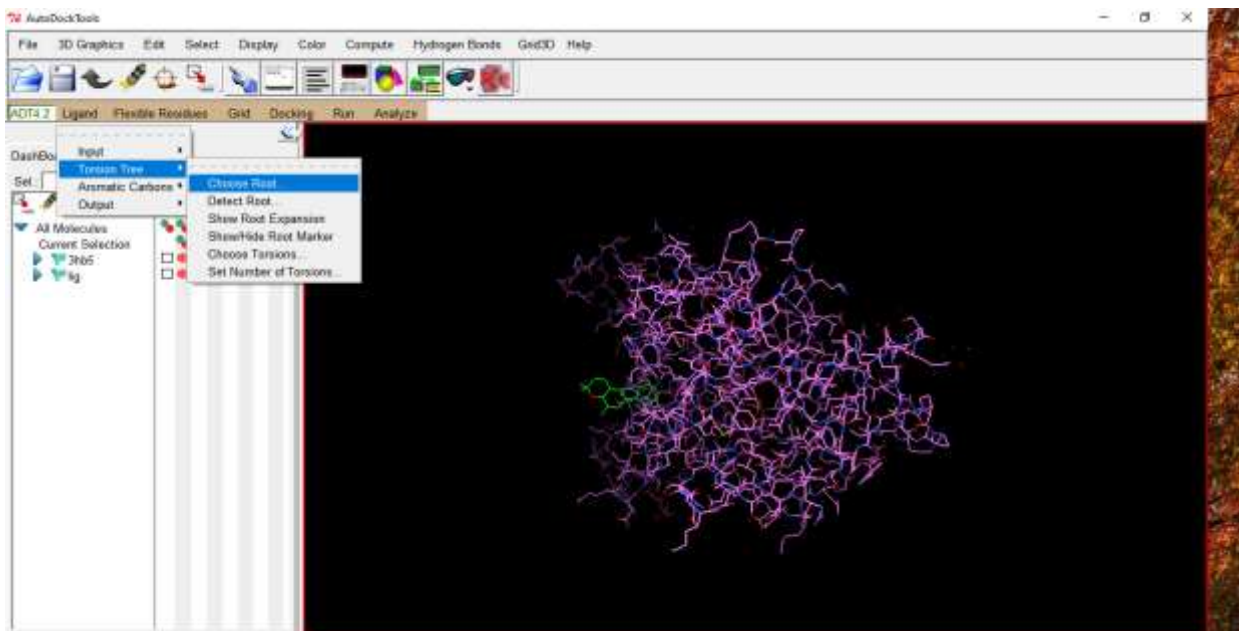 AutoDockTools
File 3D Graphics Edit Select Display Color Compute Hydrogen Bonds Grid3D Help
ADT4.2 Ligand Flexible Residues Grid Docking Run Analyze
DashBo
Input
Torsion Tree
Sel.:
Aromatic Carbons
Output
Choose Root...
Detect Root...
Show Root Expansion
Show/Hide Root Marker
Choose Torsions...
Set Number of Torsions...
All Molecules
Current Selection
3hb5
lig